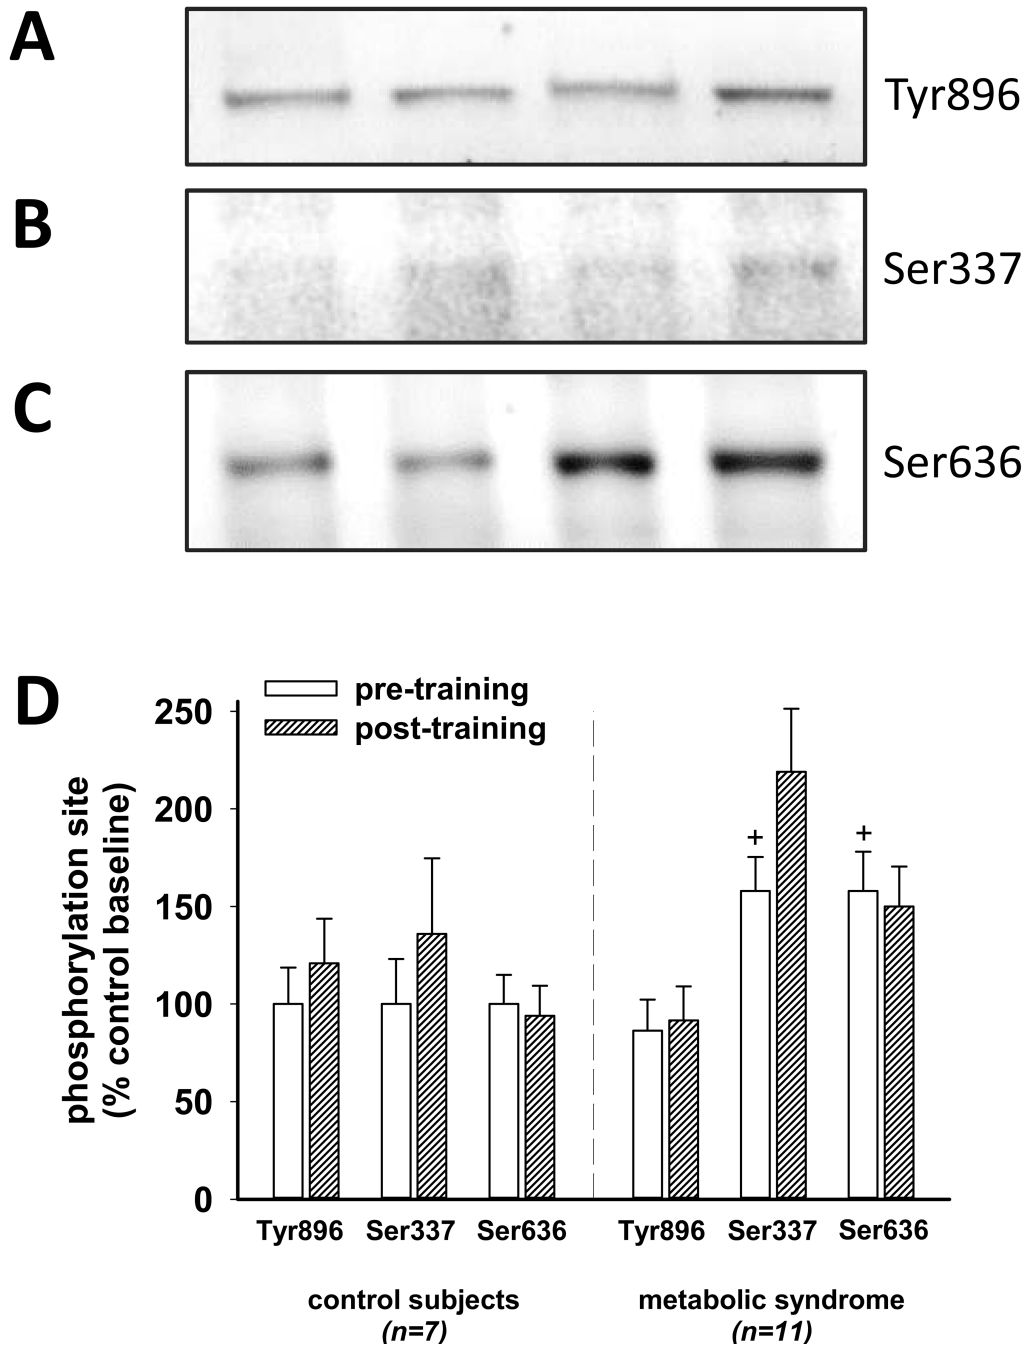 A
Tyr896
B
Ser337
C
Ser636
D
pre-training
post-training
phosphorylation site
(% control baseline)
250
200
150
100
50
0
+
+
Tyr896 Ser337 Ser636 Tyr896 Ser337 Ser636
control subjects metabolic syndrome
(n=7) (n=11)